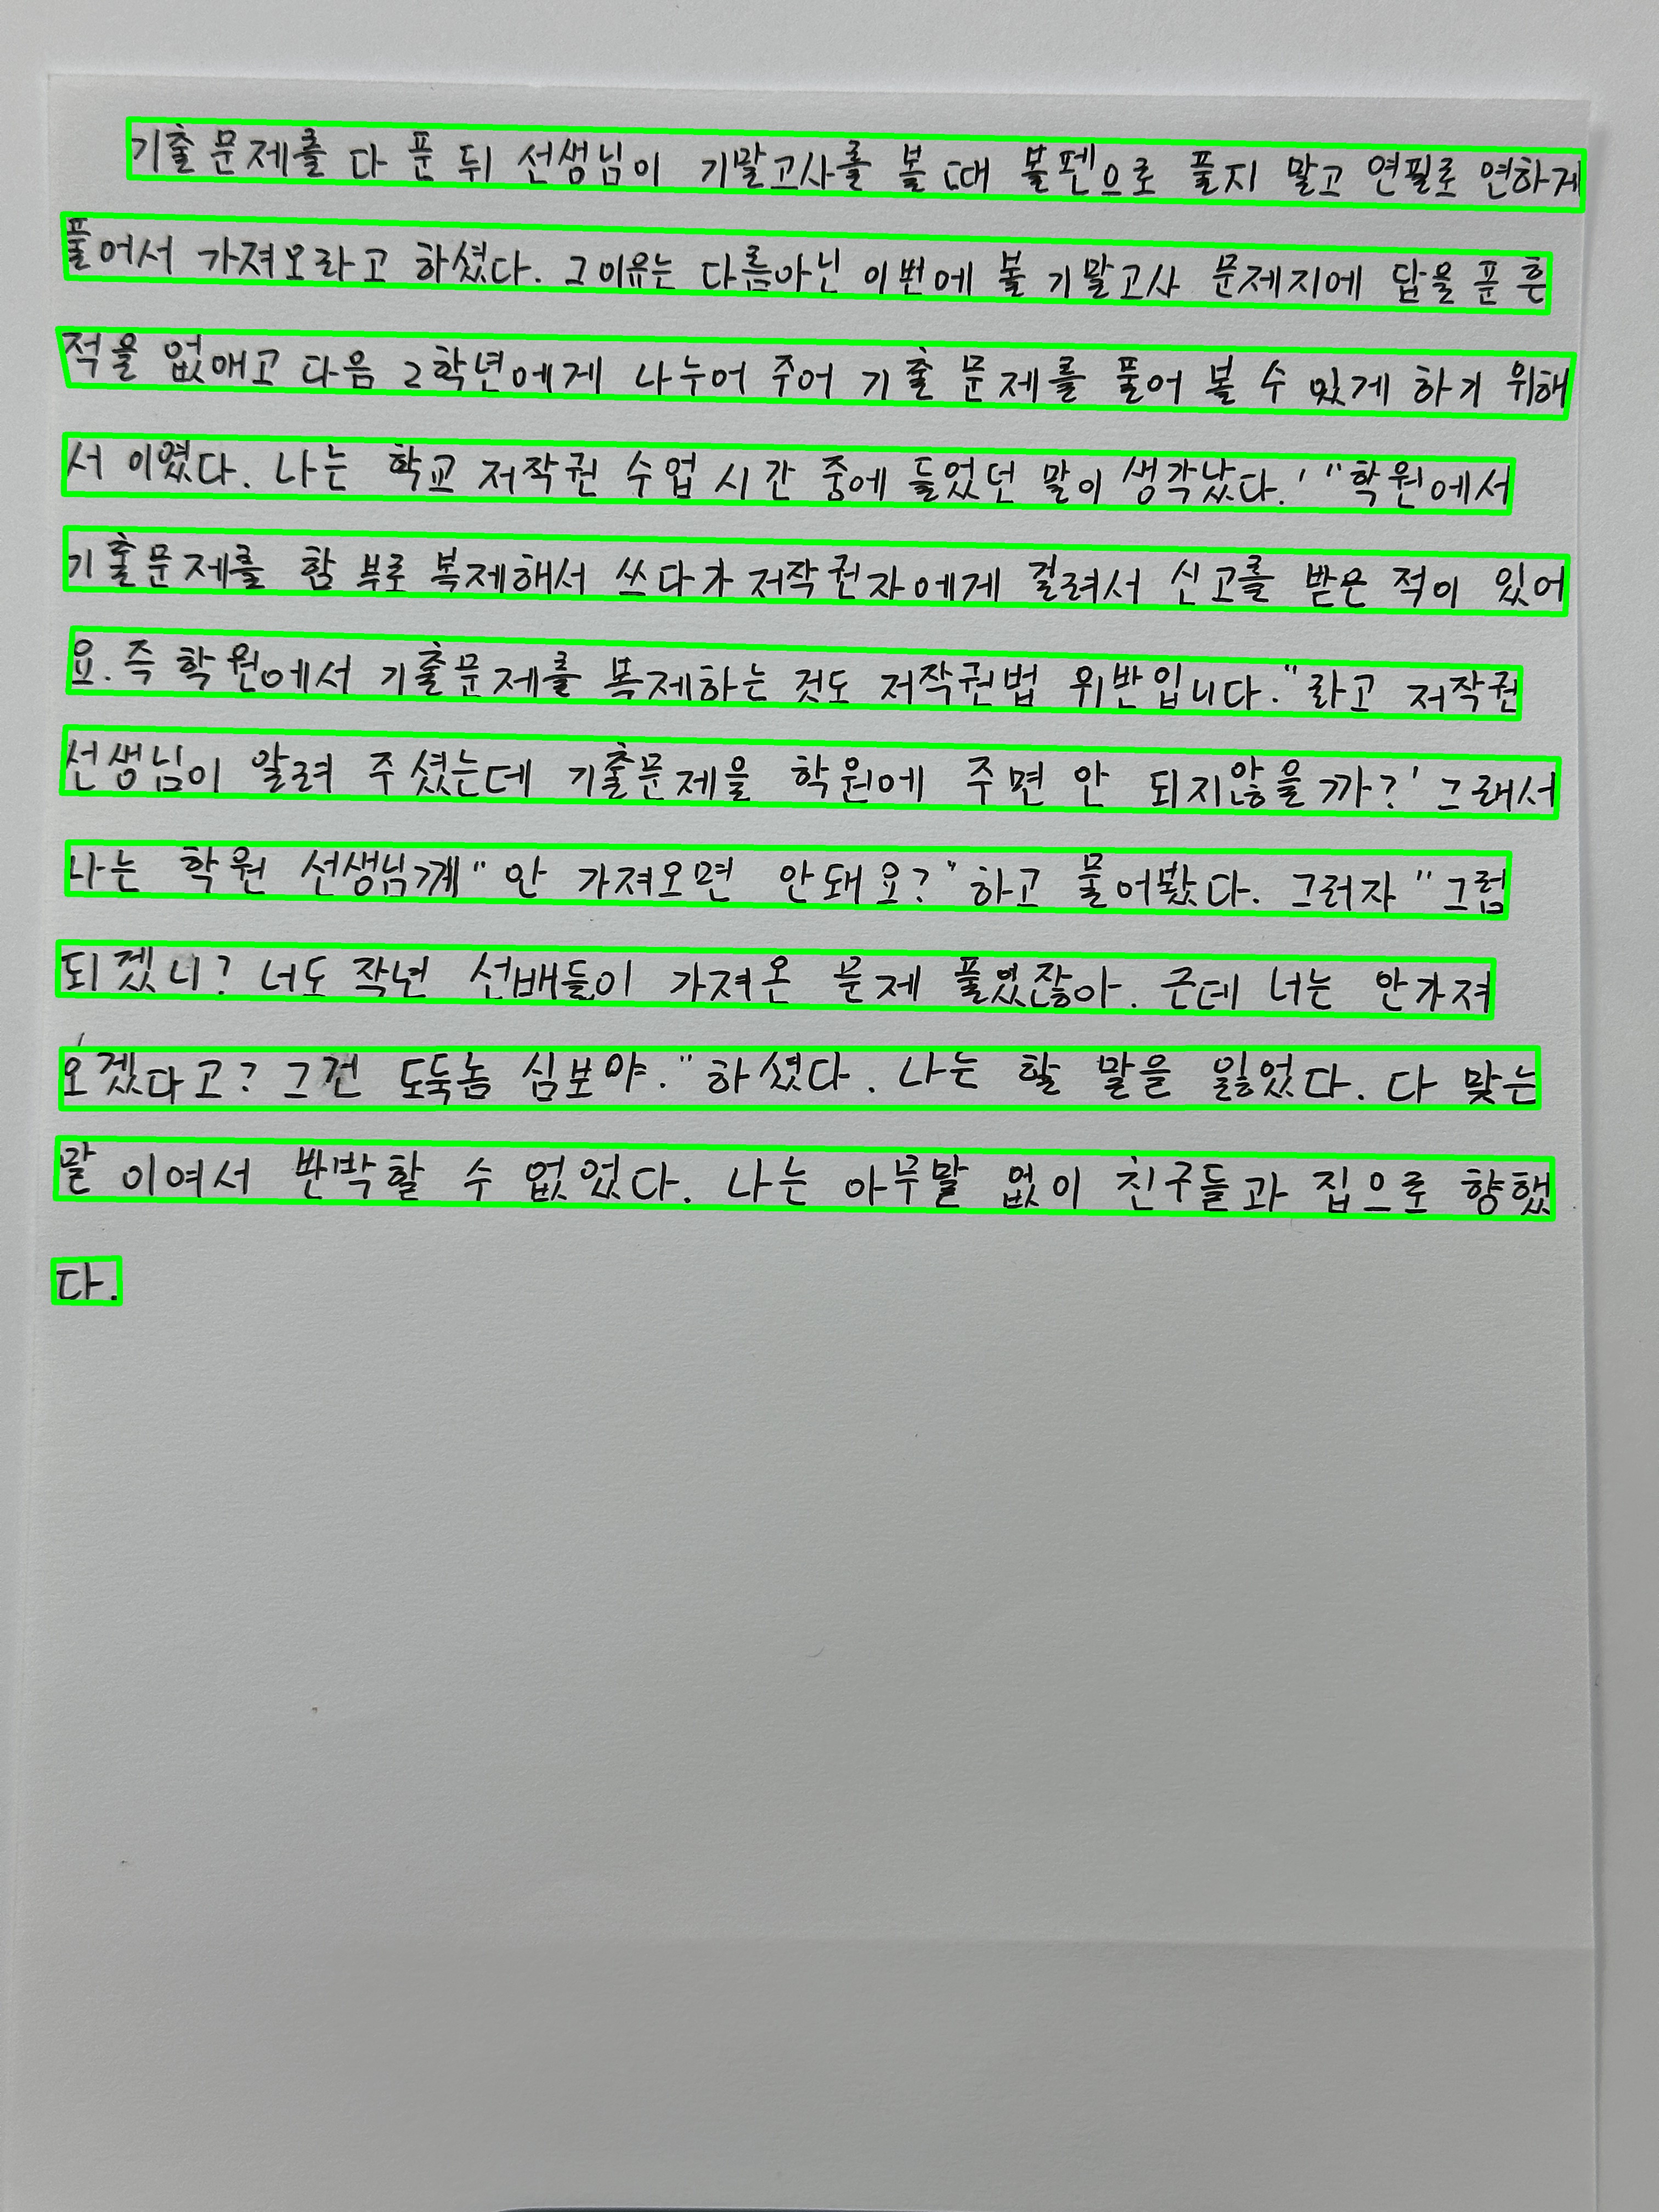 기출문제를 다 푼 뒤 선생님이 기말고사를 볼 때 볼펜으로 풀지 말고 연필로 연하게
풀어서 가져오라고 하셨다. 그 이유는 다름아닌 이번에 볼 기말고사 문제지에 답을 푼 흔
적을 없애고 다음 2학년에게 나누어 주어 기출 문제를 풀어 볼 수 있게 하기 위해
서 이였다. 나는 학교 저작권 수업 시간 중에 들었던 말이 생각났다. ' "학원에서
기출문제를 함부로 복제해서 쓰다가 저작권자에게 걸려서 신고를 받은 적이 있어
요. 즉 학원에서 기출문제를 복제하는 것도 저작권법 위반입니다."라고 저작권
선생님이 알려 주셨는데 기출문제을 학원에 주면 안 되지않을까?' 그래서
나는 학원 선생님께 "안 가져오면 안돼요?" 하고 물어봤다. 그러자 "그럼
되겠니? 너도 작년 선배들이 가져온 문제 풀었잖아. 근데 너는 안가져
오겠다고? 그건 도둑놈 심보야." 하셨다. 나는 할 말을 잃었다. 다 맞는
말 이여서 반박할 수 없었다. 나는 아무말 없이 친구들과 집으로 향했
다.